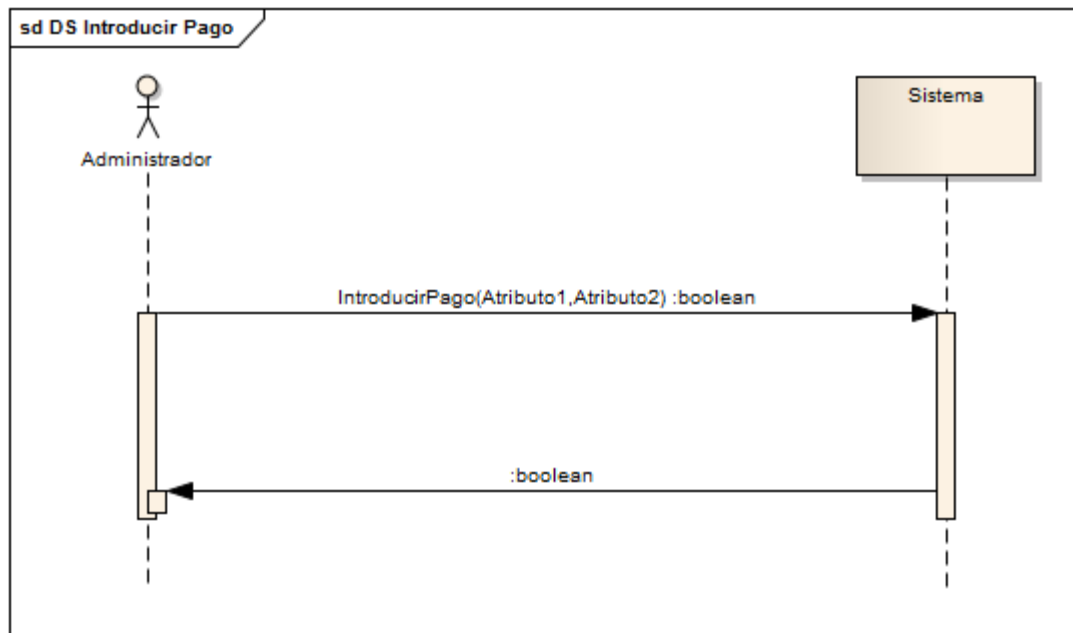 sd DS Introducir Pago
Administrador
Sistema
IntroducirPago(Atributo1,Atributo2) :boolean
:boolean